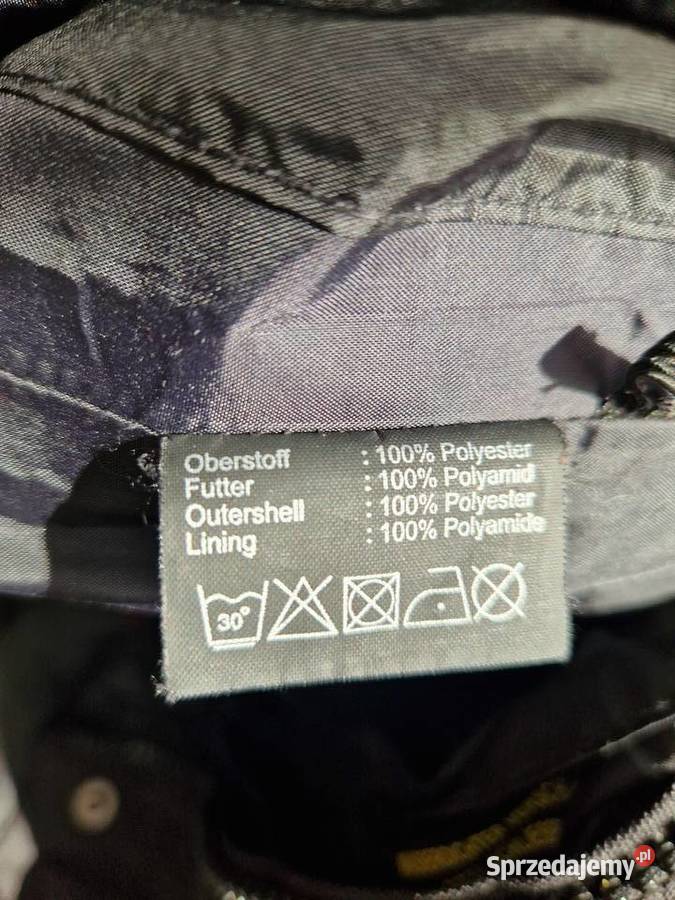 Oberstoff : 100% Polyester
Futter : 100% Polyamid
Outershell : 100% Polyester
Lining : 100% Polyamide
30°
Sprzedajemy.pl